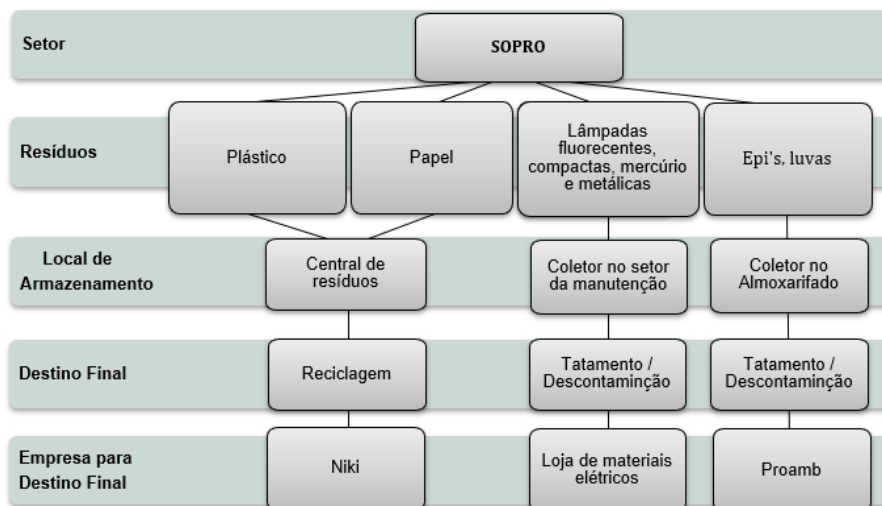 Setor
SOPRO
Resíduos
Plástico
Papel
Lâmpadas
fluorecentes,
compactas, mercúrio
e metálicas
Epi's, luvas
Local de
Armazenamento
Central de
resíduos
Coletor no setor
da manutenção
Coletor no
Almoxarifado
Destino Final
Reciclagem
Tatamento /
Descontaminção
Tatamento /
Descontaminção
Empresa para
Destino Final
Niki
Loja de materiais
elétricos
Proamb